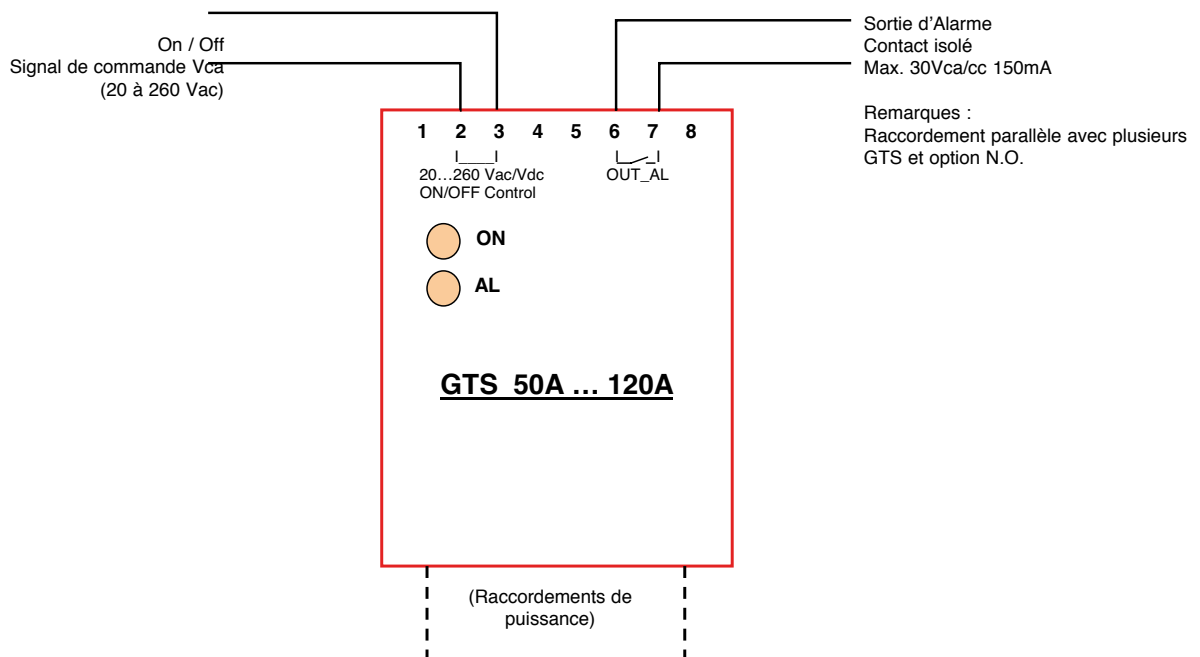 On / Off
Signal de commande Vca
(20 à 260 Vac)
Sortie d'Alarme
Contact isolé
Max. 30Vca/cc 150mA
Remarques :
Raccordement parallèle avec plusieurs
GTS et option N.O.
1 2 3 4 5 6 7 8
20…260 Vac/Vdc
ON/OFF Control
OUT_AL
ON
AL
GTS 50A … 120A
(Raccordements de
puissance)